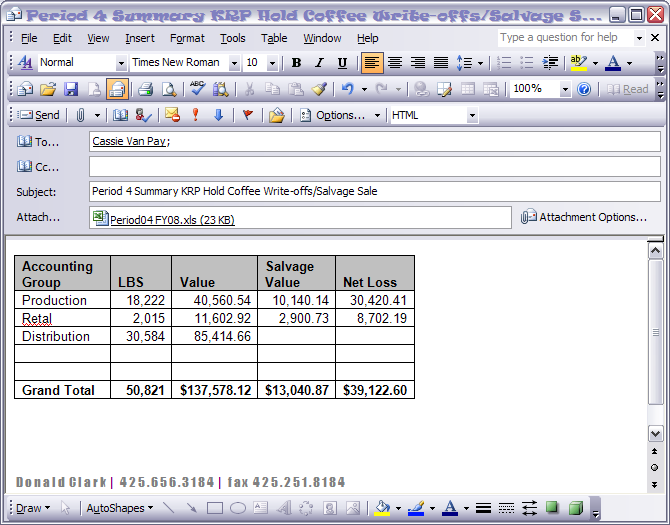 Period 4 Summary KRP Hold Coffee Write-offs/Salvage S...
File Edit View Insert Format Tools Table Window Help Type a question for help
Normal Times New Roman 10 B I U
ABC 100% Read
Send Options... HTML
To... Cassie Van Pay;
Cc...
Subject: Period 4 Summary KRP Hold Coffee Write-offs/Salvage Sale
Attach... Period04 FY08.xls (23 KB) Attachment Options...
Accounting Group LBS Value Salvage Value Net Loss
Production 18,222 40,560.54 10,140.14 30,420.41
Retal 2,015 11,602.92 2,900.73 8,702.19
Distribution 30,584 85,414.66
Grand Total 50,821 $137,578.12 $13,040.87 $39,122.60
Donald Clark | 425.656.3184 | fax 425.251.8184
Draw AutoShapes